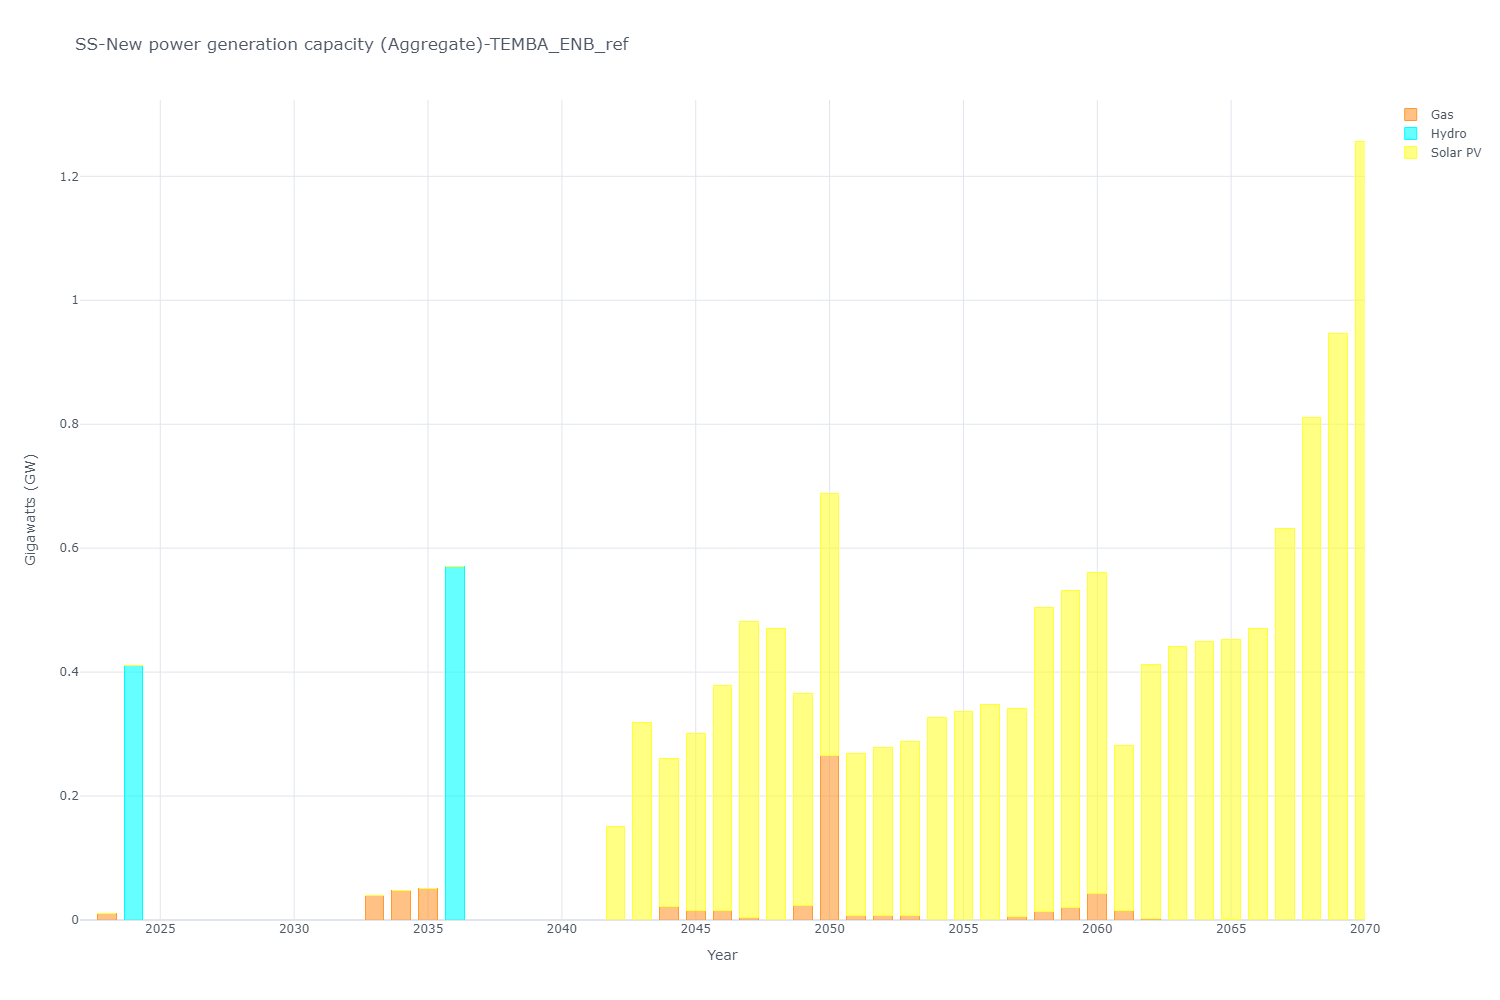 SS-New power generation capacity (Aggregate)-TEMBA_ENB_ref
Gas
Hydro
Solar PV
1.2
1
0.8
0.6
0.4
0.2
0
Gigawatts (GW)
2025
2030
2035
2040
2045
2050
2055
2060
2065
2070
Year